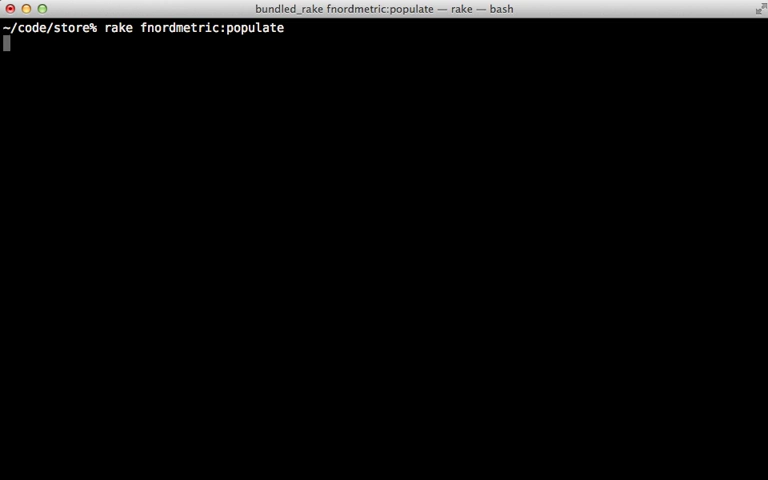 bundled_rake fnordmetric:populate — rake — bash
~/code/store% rake fnordmetric:populate